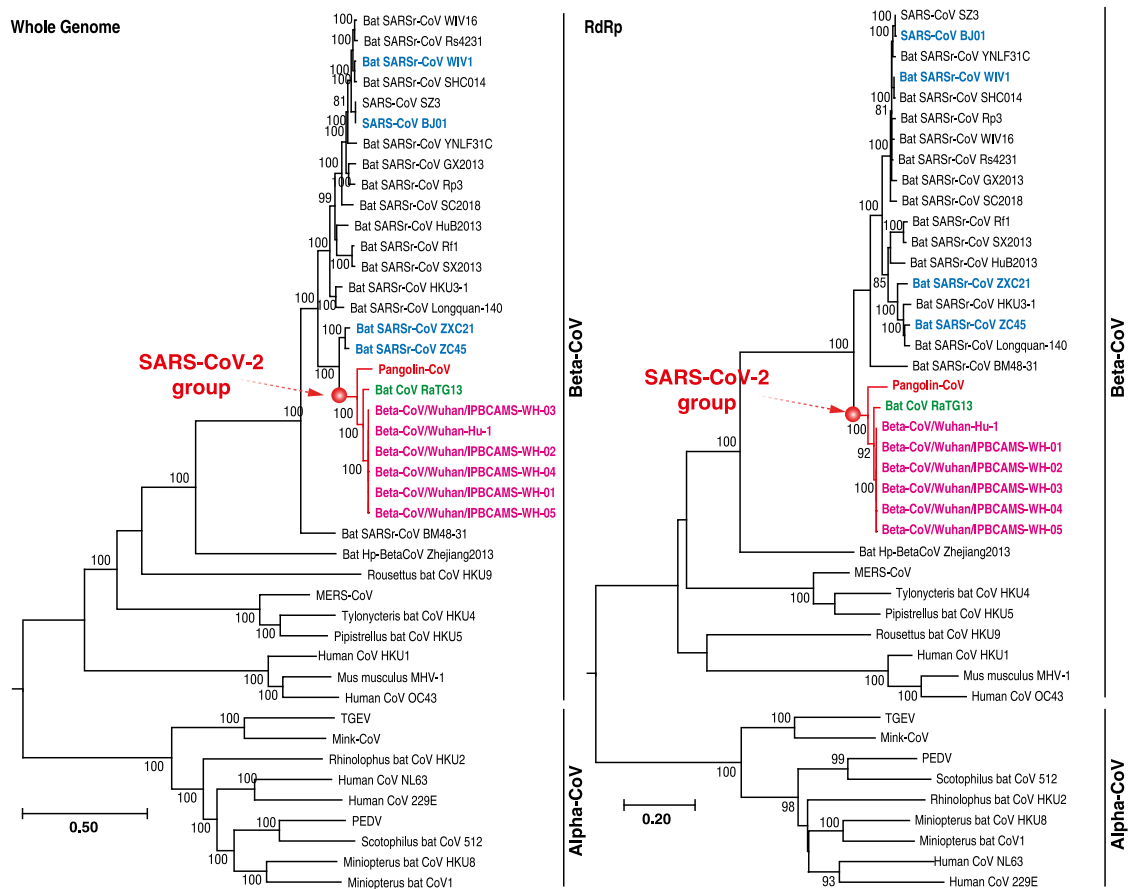 Whole Genome
100
Bat SARSr-CoV WIV16
100
Bat SARSr-CoV Rs4231
Bat SARSr-CoV WIV1
100
100
Bat SARSr-CoV SHC014
81
SARS-CoV SZ3
100
SARS-CoV BJ01
100
Bat SARSr-CoV YNLF31C
100
Bat SARSr-CoV GX2013
100
Bat SARSr-CoV Rp3
99
Bat SARSr-CoV SC2018
Bat SARSr-CoV HuB2013
100
Bat SARSr-CoV Rf1
100
Bat SARSr-CoV SX2013
Bat SARSr-CoV HKU3-1
100
100
Bat SARSr-CoV Longquan-140
100
Bat SARSr-CoV ZXC21
Bat SARSr-CoV ZC45
100
SARS-CoV-2
group
Pangolin-CoV
Bat CoV RaTG13
100
100
Beta-CoV/Wuhan/IPBCAMS-WH-03
100
Beta-CoV/Wuhan-Hu-1
Beta-CoV/Wuhan/IPBCAMS-WH-02
100
Beta-CoV/Wuhan/IPBCAMS-WH-04
100
Beta-CoV/Wuhan/IPBCAMS-WH-01
Beta-CoV/Wuhan/IPBCAMS-WH-05
Bat SARSr-CoV BM48-31
Bat Hp-BetaCoV Zhejiang2013
100
Rousettus bat CoV HKU9
MERS-CoV
100
Tylonycteris bat CoV HKU4
100
Pipistrellus bat CoV HKU5
Human CoV HKU1
100
Mus musculus MHV-1
100
Human CoV OC43
Beta-CoV
100
TGEV
Mink-CoV
100
Rhinolophus bat CoV HKU2
100
Human CoV NL63
100
Human CoV 229E
100
100
PEDV
Scotophilus bat CoV 512
100
Miniopterus bat CoV HKU8
100
Miniopterus bat CoV1
0.50
Alpha-CoV
RdRp
100
SARS-CoV SZ3
100
SARS-CoV BJ01
Bat SARSr-CoV YNLF31C
Bat SARSr-CoV WIV1
100
Bat SARSr-CoV SHC014
81
Bat SARSr-CoV Rp3
100
Bat SARSr-CoV WIV16
Bat SARSr-CoV Rs4231
Bat SARSr-CoV GX2013
Bat SARSr-CoV SC2018
100
Bat SARSr-CoV Rf1
100
Bat SARSr-CoV SX2013
Bat SARSr-CoV HuB2013
85
Bat SARSr-CoV ZXC21
100
Bat SARSr-CoV HKU3-1
100
Bat SARSr-CoV ZC45
Bat SARSr-CoV Longquan-140
100
Bat SARSr-CoV BM48-31
SARS-CoV-2
group
Pangolin-CoV
Bat CoV RaTG13
100
Beta-CoV/Wuhan-Hu-1
92
Beta-CoV/Wuhan/IPBCAMS-WH-01
Beta-CoV/Wuhan/IPBCAMS-WH-02
100
Beta-CoV/Wuhan/IPBCAMS-WH-03
Beta-CoV/Wuhan/IPBCAMS-WH-04
Beta-CoV/Wuhan/IPBCAMS-WH-05
Bat Hp-BetaCoV Zhejiang2013
MERS-CoV
100
Tylonycteris bat CoV HKU4
100
Pipistrellus bat CoV HKU5
Rousettus bat CoV HKU9
Human CoV HKU1
100
Mus musculus MHV-1
100
Human CoV OC43
Beta-CoV
100
TGEV
Mink-CoV
100
99
PEDV
Scotophilus bat CoV 512
98
Rhinolophus bat CoV HKU2
100
Miniopterus bat CoV HKU8
Miniopterus bat CoV1
Human CoV NL63
93
Human CoV 229E
0.20
Alpha-CoV